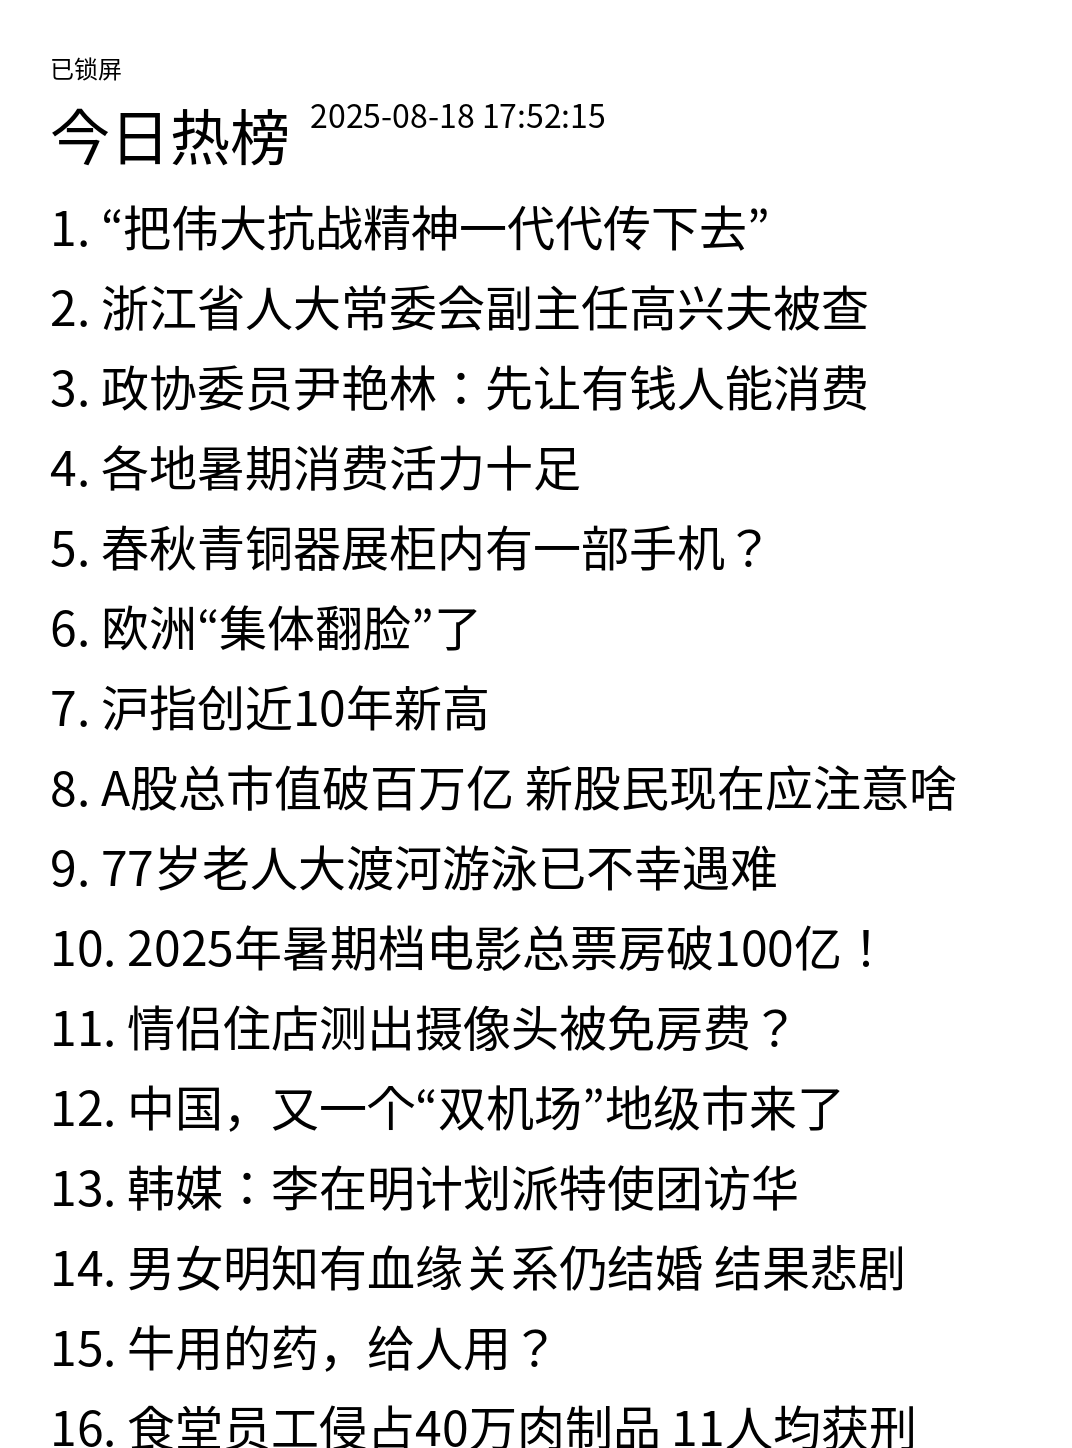 已锁屏
今日热榜 2025-08-18 17:52:15
1. “把伟大抗战精神一代代传下去”
2. 浙江省人大常委会副主任高兴夫被查
3. 政协委员尹艳林：先让有钱人能消费
4. 各地暑期消费活力十足
5. 春秋青铜器展柜内有一部手机？
6. 欧洲“集体翻脸”了
7. 沪指创近10年新高
8. A股总市值破百万亿 新股民现在应注意啥
9. 77岁老人大渡河游泳已不幸遇难
10. 2025年暑期档电影总票房破100亿！
11. 情侣住店测出摄像头被免房费？
12. 中国，又一个“双机场”地级市来了
13. 韩媒：李在明计划派特使团访华
14. 男女明知有血缘关系仍结婚 结果悲剧
15. 牛用的药，给人用？
16. 食堂员工侵占40万肉制品 11人均获刑